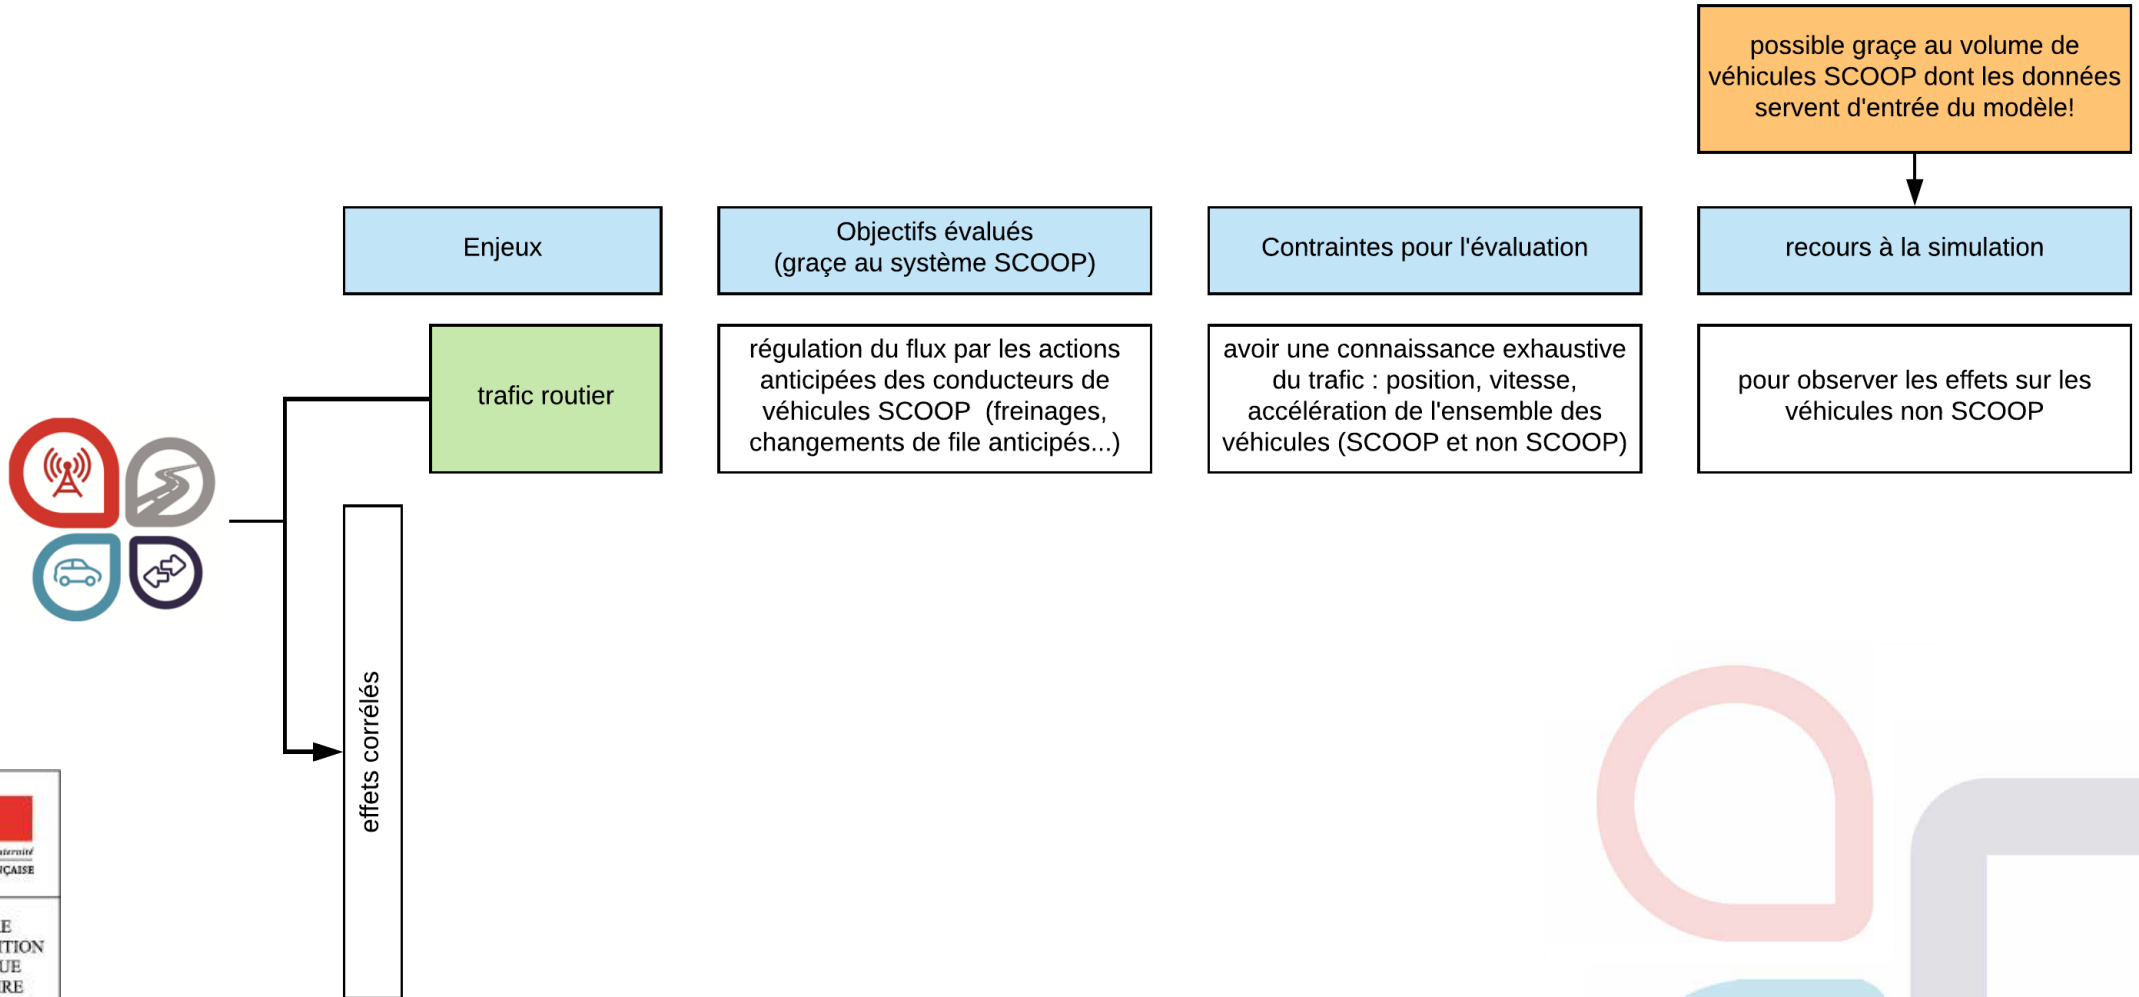 possible graçe au volume de
véhicules SCOOP dont les données
servent d'entrée du modèle!
Enjeux
Objectifs évalués
(graçe au système SCOOP)
Contraintes pour l'évaluation
recours à la simulation
trafic routier
régulation du flux par les actions
anticipées des conducteurs de
véhicules SCOOP (freinages,
changements de file anticipés...)
avoir une connaissance exhaustive
du trafic : position, vitesse,
accélération de l'ensemble des
véhicules (SCOOP et non SCOOP)
pour observer les effets sur les
véhicules non SCOOP
effets corrélés